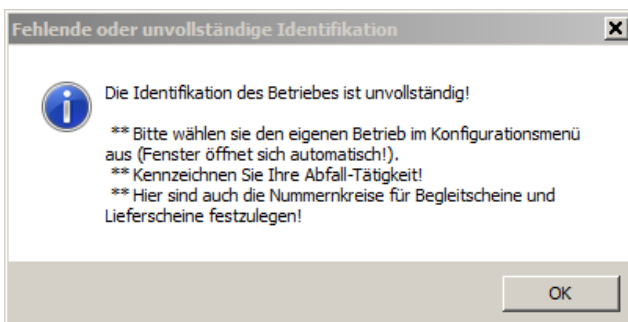 Fehlende oder unvollständige Identifikation
Die Identifikation des Betriebes ist unvollständig!
** Bitte wählen sie den eigenen Betrieb im Konfigurationsmenü
aus (Fenster öffnet sich automatisch!).
** Kennzeichnen Sie Ihre Abfall-Tätigkeit!
** Hier sind auch die Nummernkreise für Begleitscheine und
Lieferscheine festzulegen!
OK